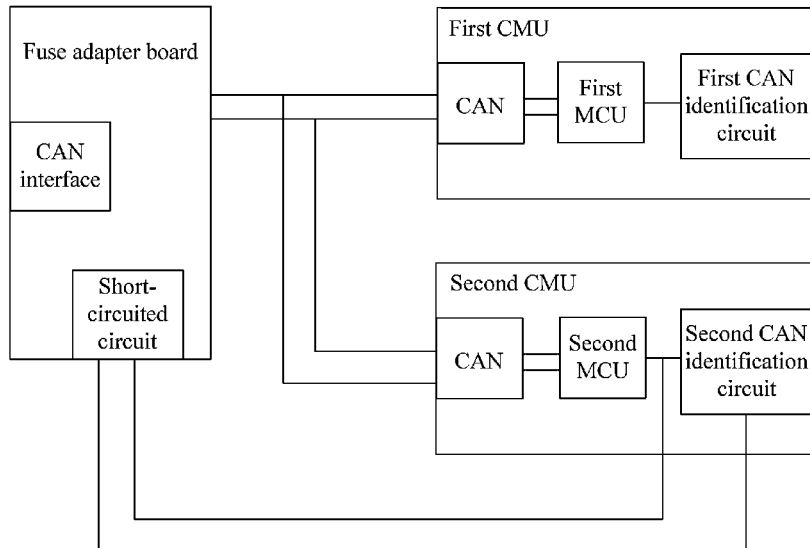 Fuse adapter board
CAN
interface
Short-
circuited
circuit
First CMU
CAN
First
MCU
First CAN
identification
circuit
Second CMU
CAN
Second
MCU
Second CAN
identification
circuit